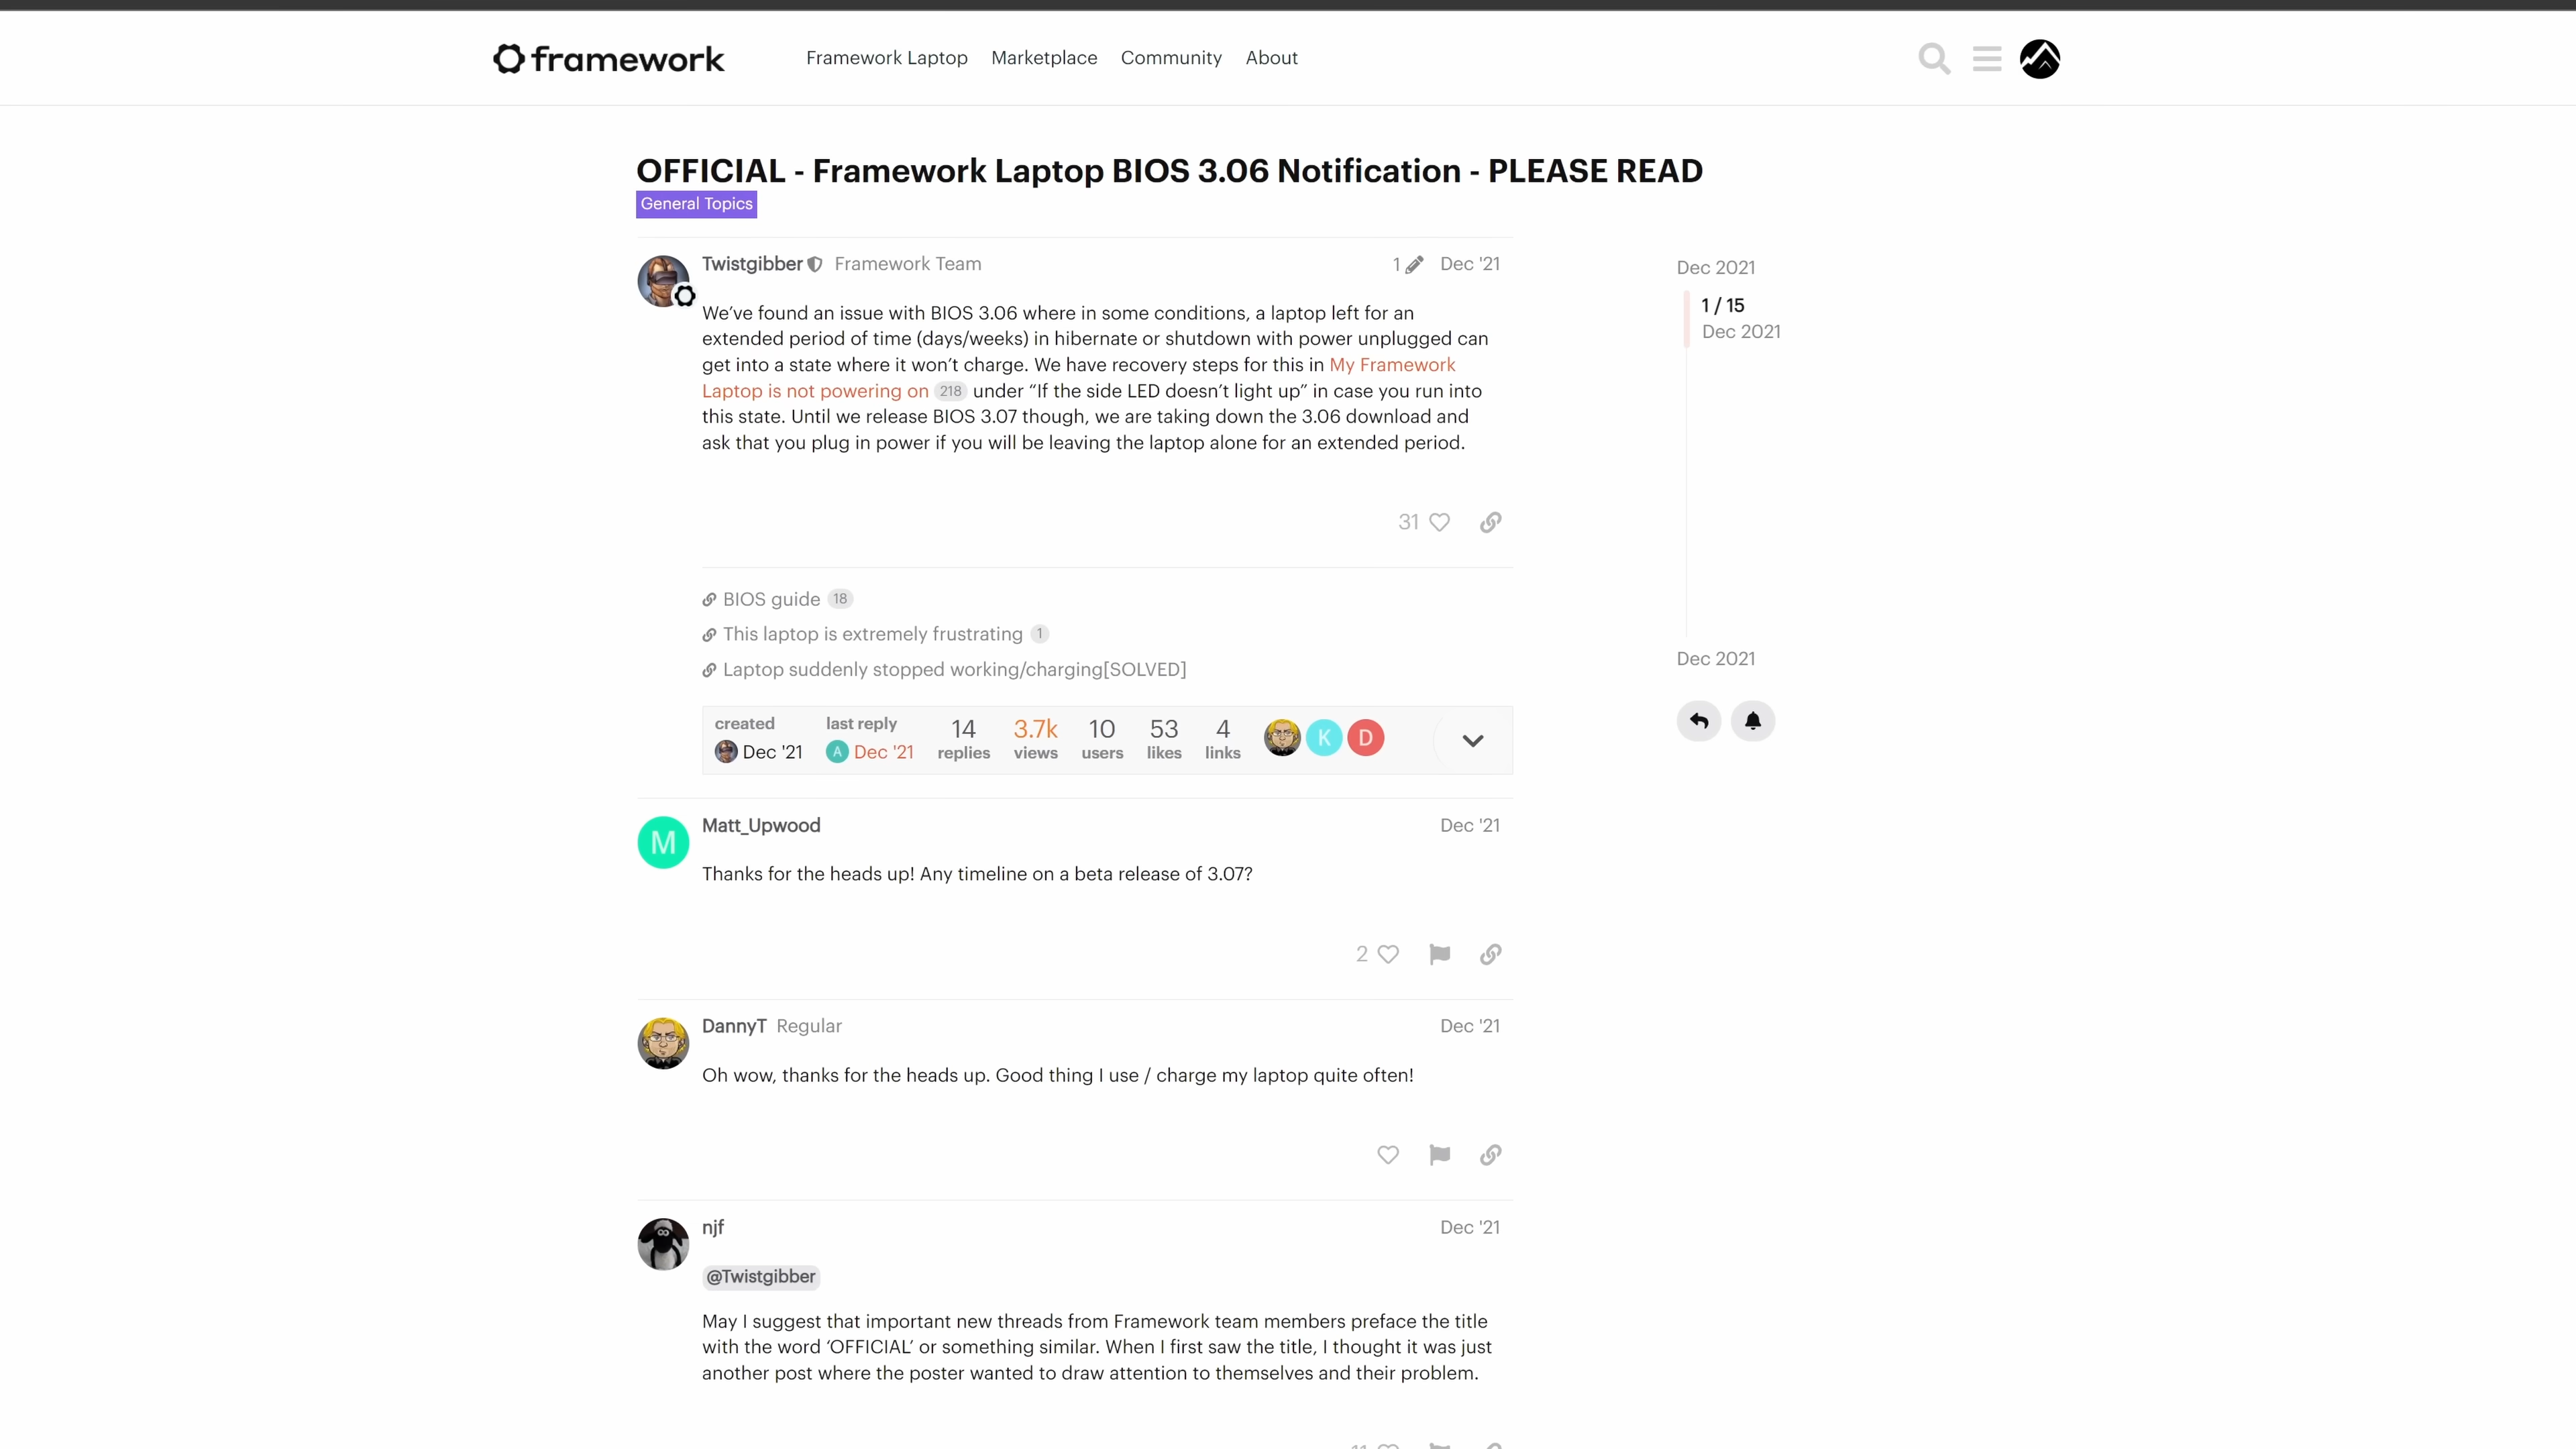 framework
Framework Laptop Marketplace Community About
OFFICIAL - Framework Laptop BIOS 3.06 Notification - PLEASE READ
General Topics
Twistgibber Framework Team 1 Dec '21
We’ve found an issue with BIOS 3.06 where in some conditions, a laptop left for an
extended period of time (days/weeks) in hibernate or shutdown with power unplugged can
get into a state where it won’t charge. We have recovery steps for this in My Framework
Laptop is not powering on 218 under “If the side LED doesn’t light up” in case you run into
this state. Until we release BIOS 3.07 though, we are taking down the 3.06 download and
ask that you plug in power if you will be leaving the laptop alone for an extended period.
31
BIOS guide 18
This laptop is extremely frustrating 1
Laptop suddenly stopped working/charging[SOLVED]
created last reply 14 3.7k 10 53 4 K D
Dec '21 A Dec '21 replies views users likes links
Dec 2021
1 / 15
Dec 2021
Dec 2021
M Matt_Upwood Dec '21
Thanks for the heads up! Any timeline on a beta release of 3.07?
2
DannyT Regular Dec '21
Oh wow, thanks for the heads up. Good thing I use / charge my laptop quite often!
njf Dec '21
@Twistgibber
May I suggest that important new threads from Framework team members preface the title
with the word ‘OFFICIAL’ or something similar. When I first saw the title, I thought it was just
another post where the poster wanted to draw attention to themselves and their problem.
11